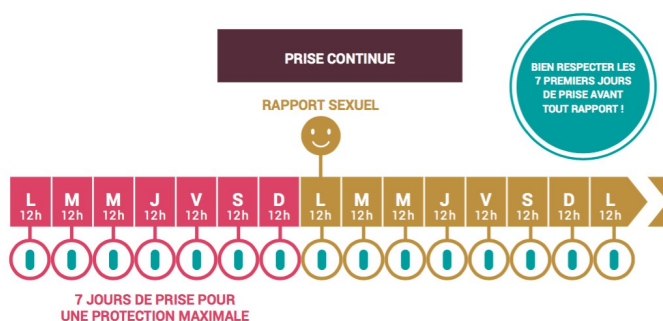 PRISE CONTINUE
BIEN RESPECTER LES
7 PREMIERS JOURS
DE PRISE AVANT
TOUT RAPPORT !
RAPPORT SEXUEL
L M M J V S D L M M J V S D L
12h 12h 12h 12h 12h 12h 12h 12h 12h 12h 12h 12h 12h 12h 12h
7 JOURS DE PRISE POUR
UNE PROTECTION MAXIMALE